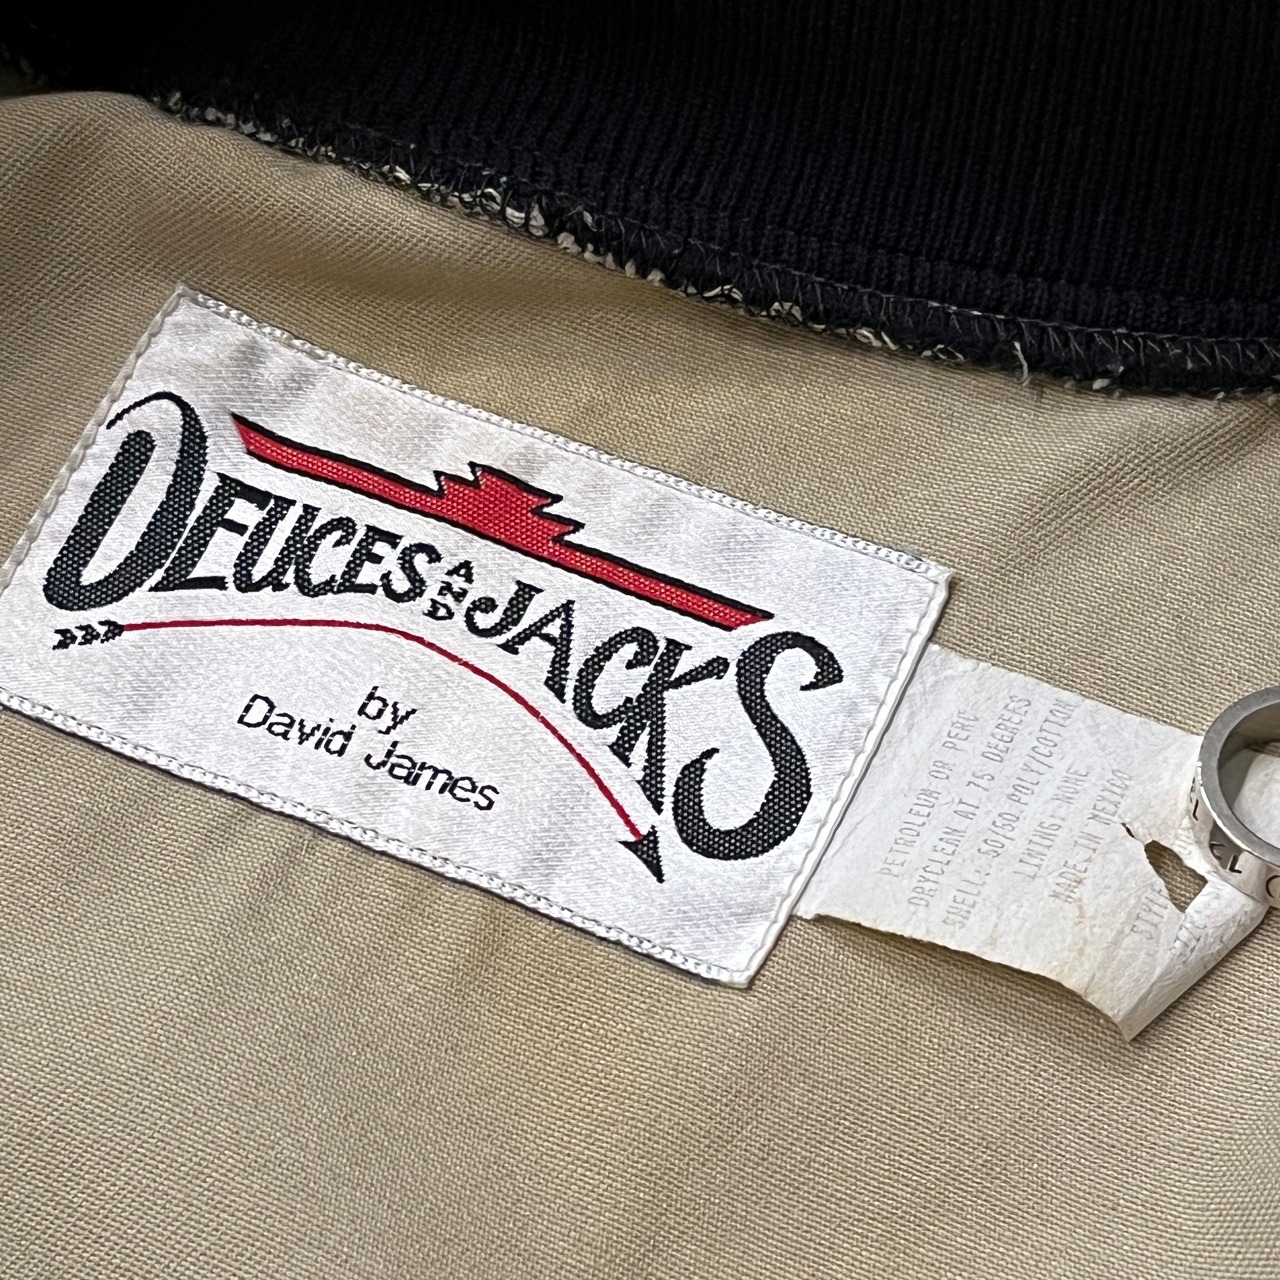 DEUCES AND JACKS
by
David James
PETROLEUM OR PERC
DRYCLEAN AT 75 DEGREES
SHELL: 50/50 POLY/COTTON
LINING: NONE
MADE IN MEXICO
STYLE